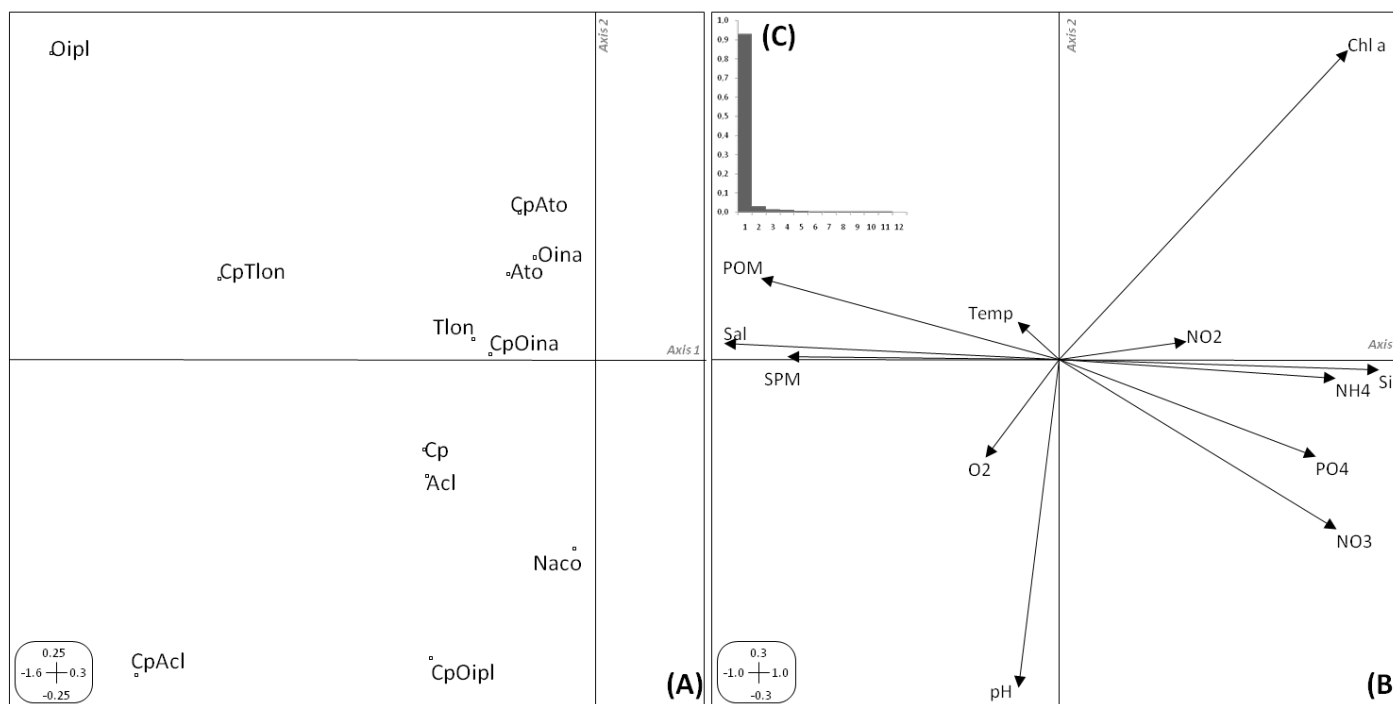 Axis 2
Oipl
CpAto
Oina
Ato
CpTlon
Tlon
CpOina
Axis 1
Cp
Acl
Naco
CpAcl
CpOipl
0.25
-1.6 0.3
-0.25
(A)
1,0
0,9
0,8
0,7
0,6
0,5
0,4
0,3
0,2
0,1
0,0
1 2 3 4 5 6 7 8 9 10 11 12
(C)
Axis 2
Chl a
POM
Temp
NO2
Sal
Axis
SPM
NH4
Si
O2
PO4
NO3
pH
0.3
-1.0 1.0
-0.3
(B)